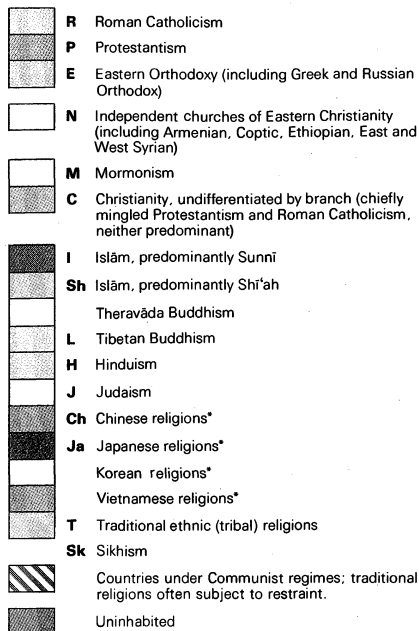 R Roman Catholicism
P Protestantism
E Eastern Orthodoxy (including Greek and Russian
Orthodox)
N Independent churches of Eastern Christianity
(including Armenian, Coptic, Ethiopian, East and
West Syrian)
M Mormonism
C Christianity, undifferentiated by branch (chiefly
mingled Protestantism and Roman Catholicism,
neither predominant)
I Islām, predominantly Sunnī
Sh Islām, predominantly Shī‘ah
Theravāda Buddhism
L Tibetan Buddhism
H Hinduism
J Judaism
Ch Chinese religions*
Ja Japanese religions*
Korean religions*
Vietnamese religions*
T Traditional ethnic (tribal) religions
Sk Sikhism
Countries under Communist regimes; traditional
religions often subject to restraint.
Uninhabited